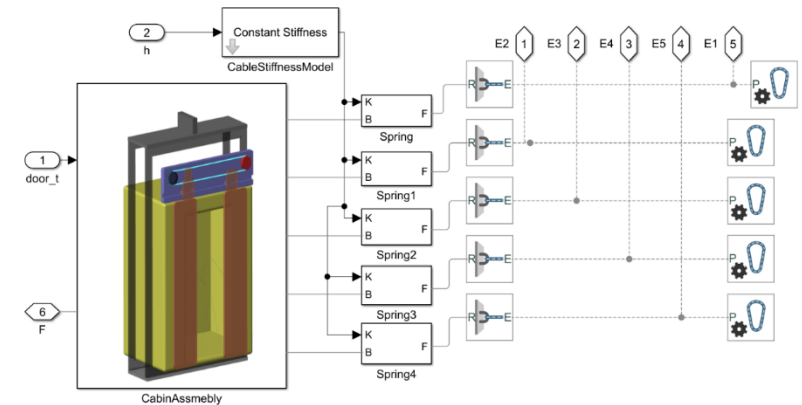 2
h
Constant Stiffness
CableStiffnessModel
E2 1
E3 2
E4 3
E5 4
E1 5
K
B
F
Spring
R E
P
1
door_t
K
B
F
Spring1
R E
P
K
B
F
Spring2
R E
P
K
B
F
Spring3
R E
P
6
F
K
B
F
Spring4
R E
P
CabinAssmebly